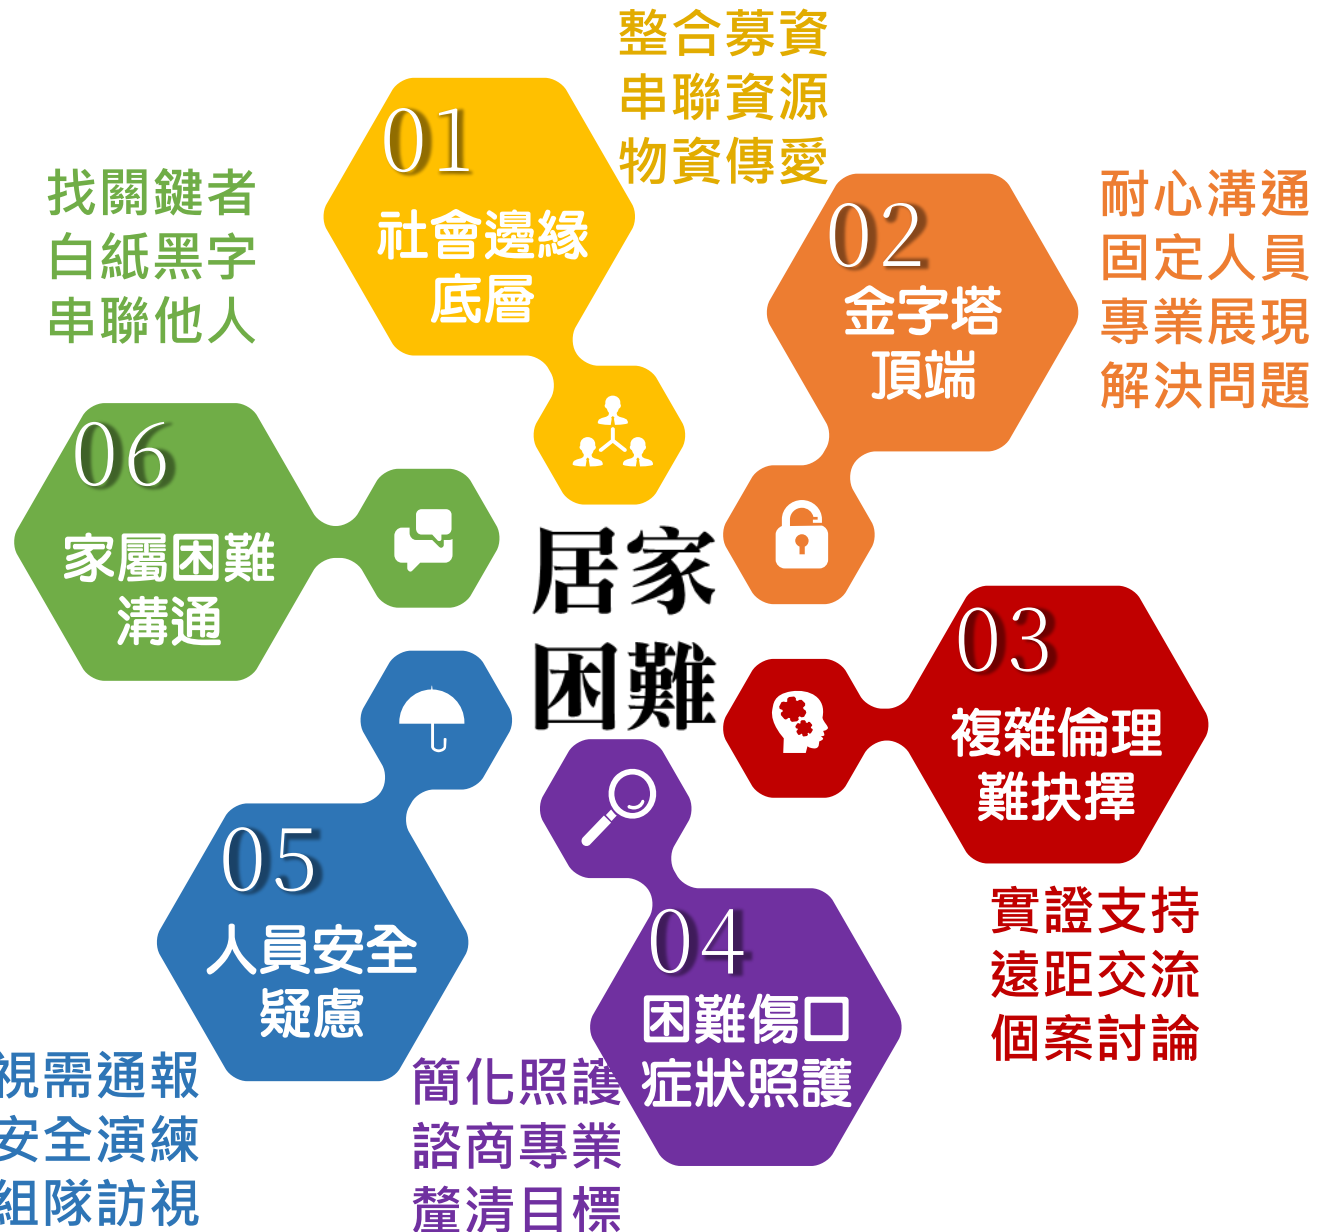 整合募資
串聯資源
物資傳愛
01
社會邊緣
底層
02
金字塔
頂端
耐心溝通
固定人員
專業展現
解決問題
找關鍵者
白紙黑字
串聯他人
06
家屬困難
溝通
居家
困難
03
複雜倫理
難抉擇
實證支持
遠距交流
個案討論
05
人員安全
疑慮
視需通報
安全演練
組隊訪視
04
困難傷口
症狀照護
簡化照護
諮商專業
釐清目標